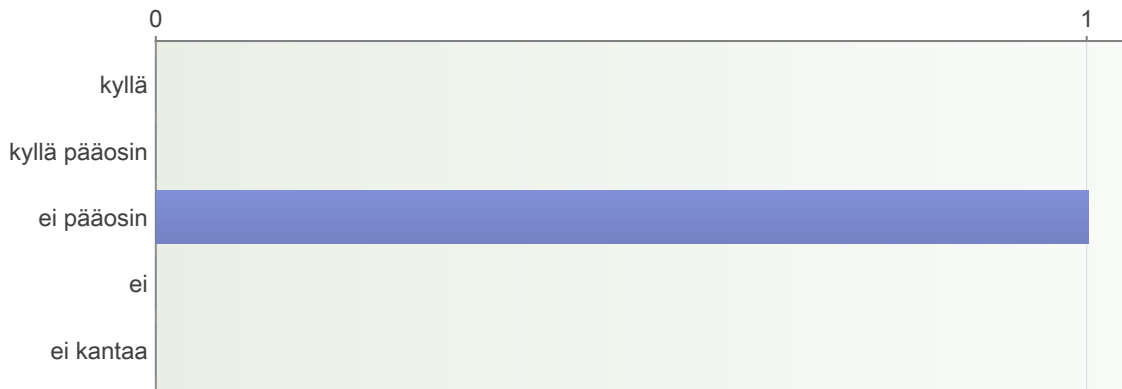 0 1
kyllä
kyllä pääosin
ei pääosin
ei
ei kantaa